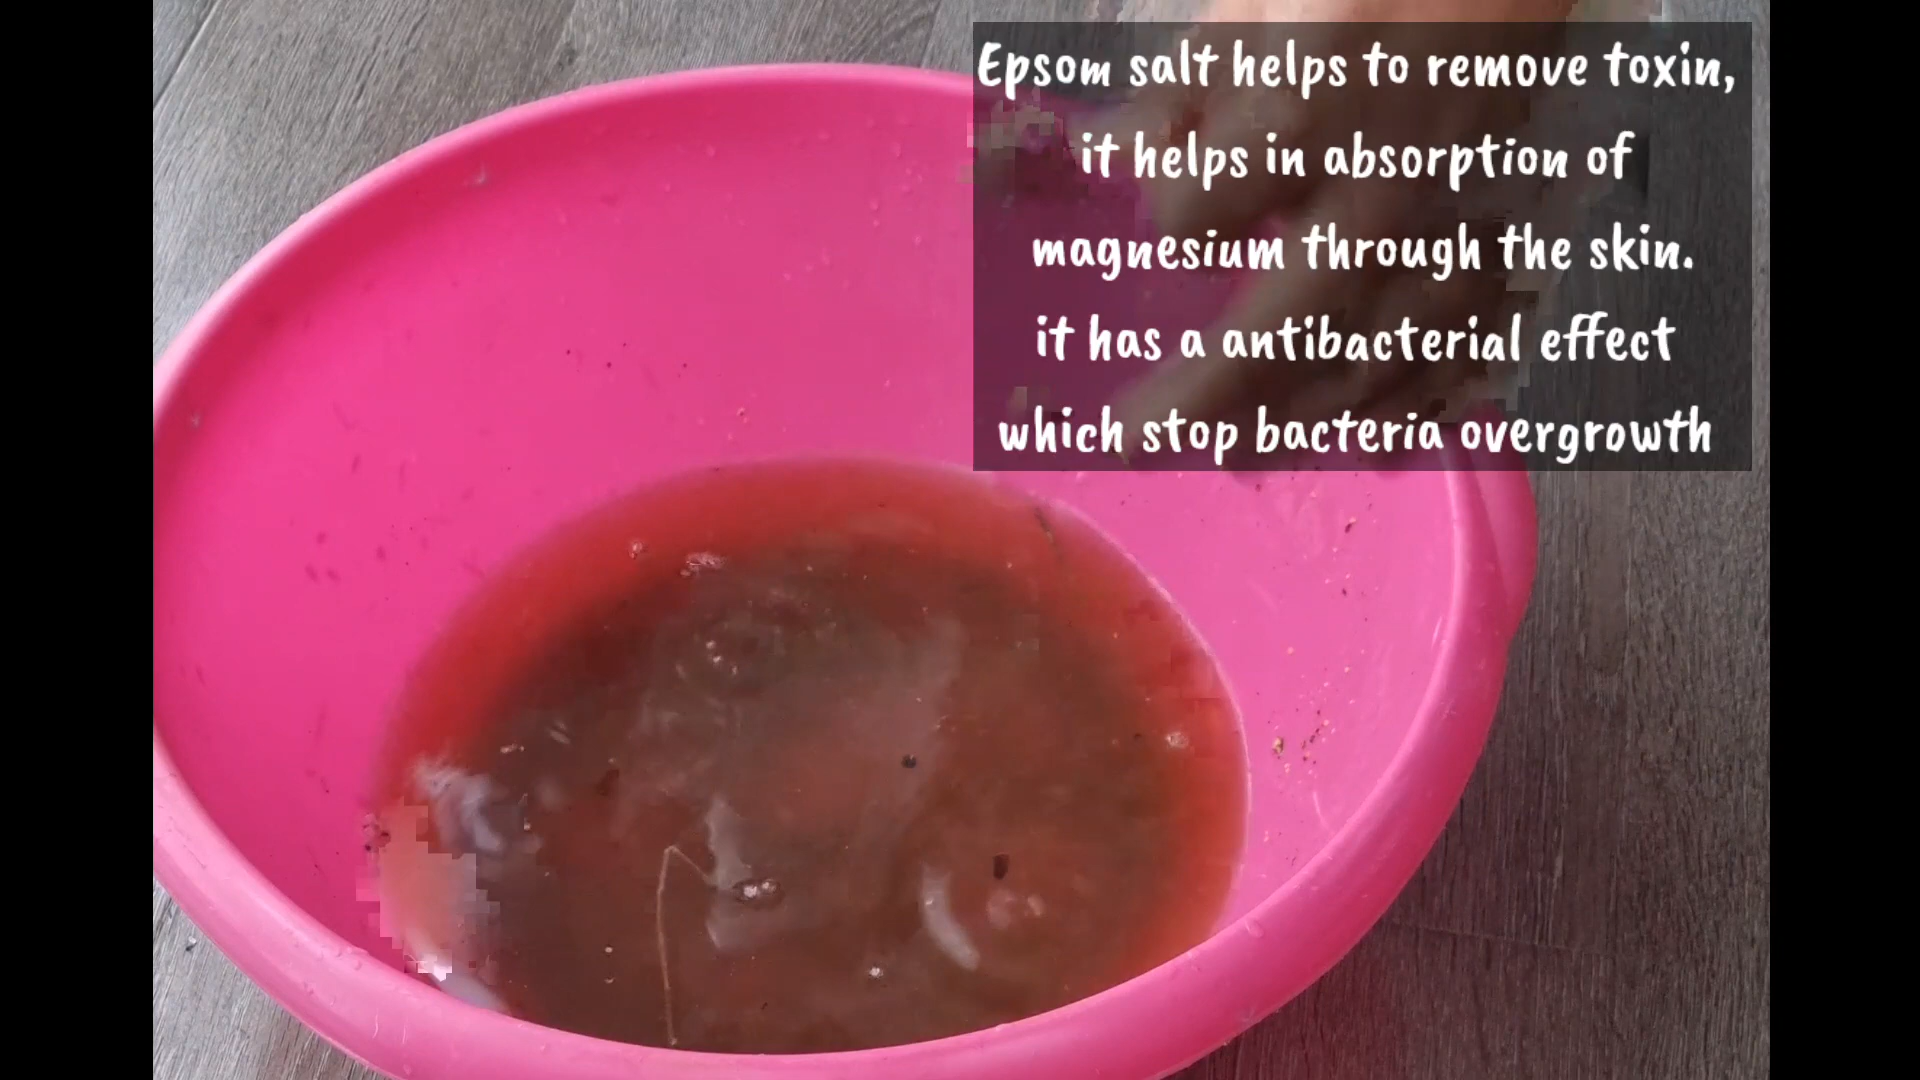 Epsom salt helps to remove toxin,
it helps in absorption of
magnesium through the skin.
it has a antibacterial effect
which stop bacteria overgrowth